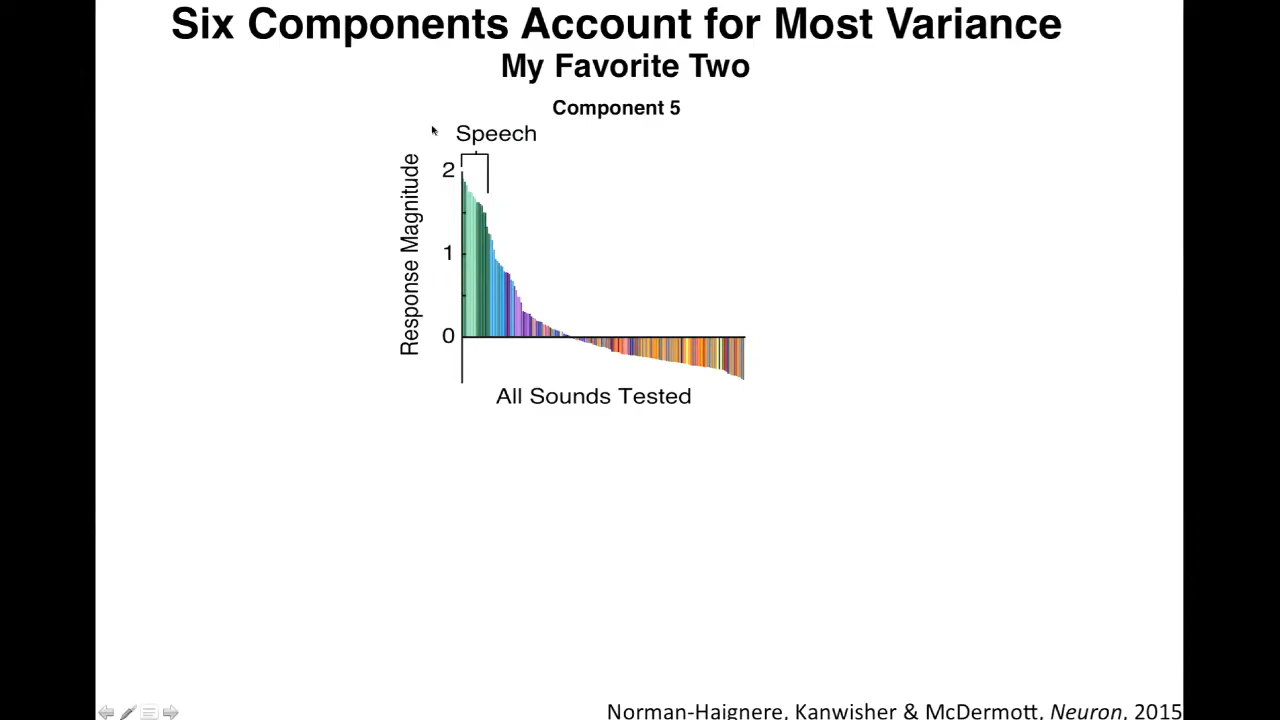 Six Components Account for Most Variance
My Favorite Two
Component 5
Speech
Response Magnitude
2
1
0
All Sounds Tested
Norman-Haignere, Kanwisher & McDermott, Neuron, 2015